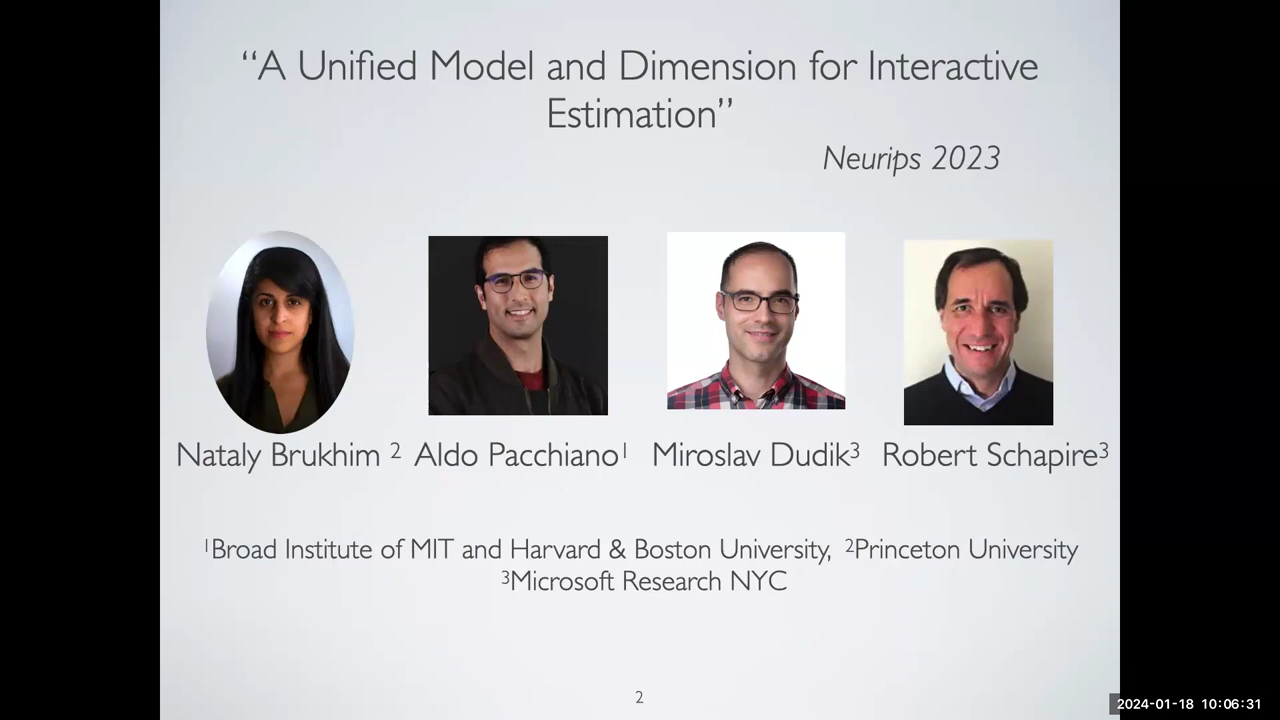 “A Unified Model and Dimension for Interactive
Estimation”
Neurips 2023
Nataly Brukhim ² Aldo Pacchiano¹ Miroslav Dudik³ Robert Schapire³
¹Broad Institute of MIT and Harvard & Boston University, ²Princeton University
³Microsoft Research NYC
2
2024-01-18 10:06:31